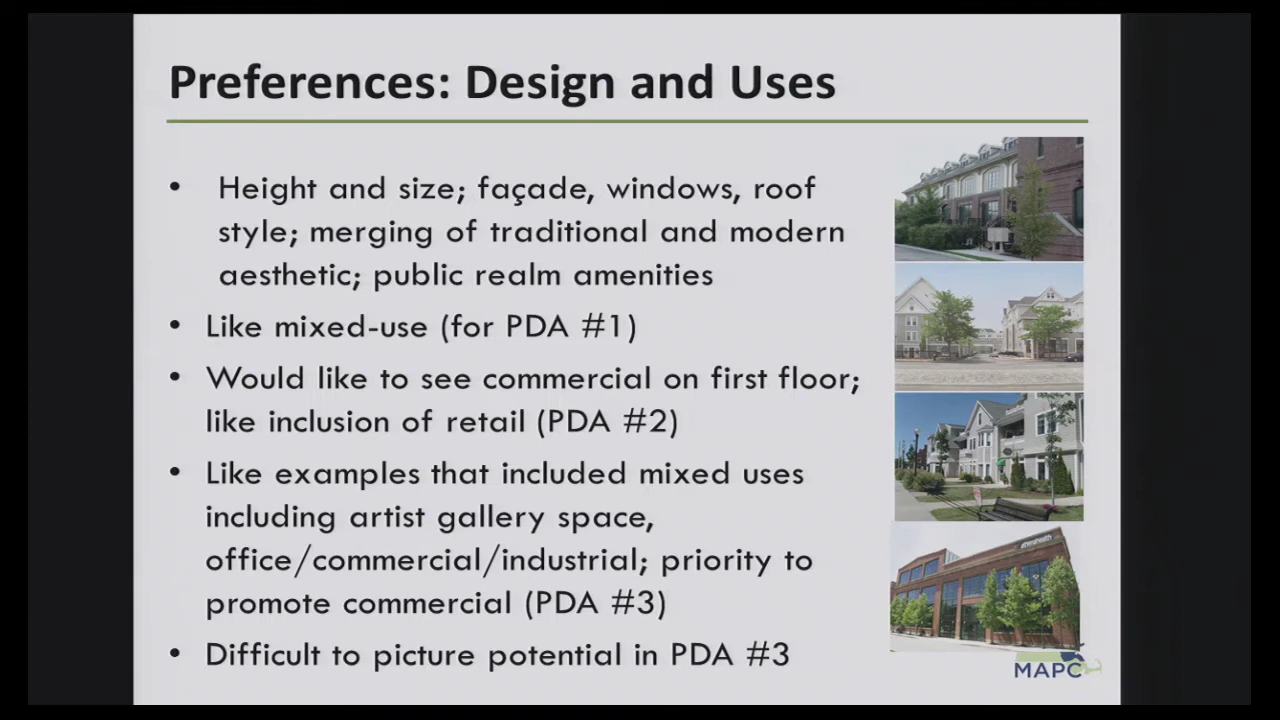 Preferences: Design and Uses
• Height and size; façade, windows, roof
style; merging of traditional and modern
aesthetic; public realm amenities
• Like mixed-use (for PDA #1)
• Would like to see commercial on first floor;
like inclusion of retail (PDA #2)
• Like examples that included mixed uses
including artist gallery space,
office/commercial/industrial; priority to
promote commercial (PDA #3)
• Difficult to picture potential in PDA #3
MAPC